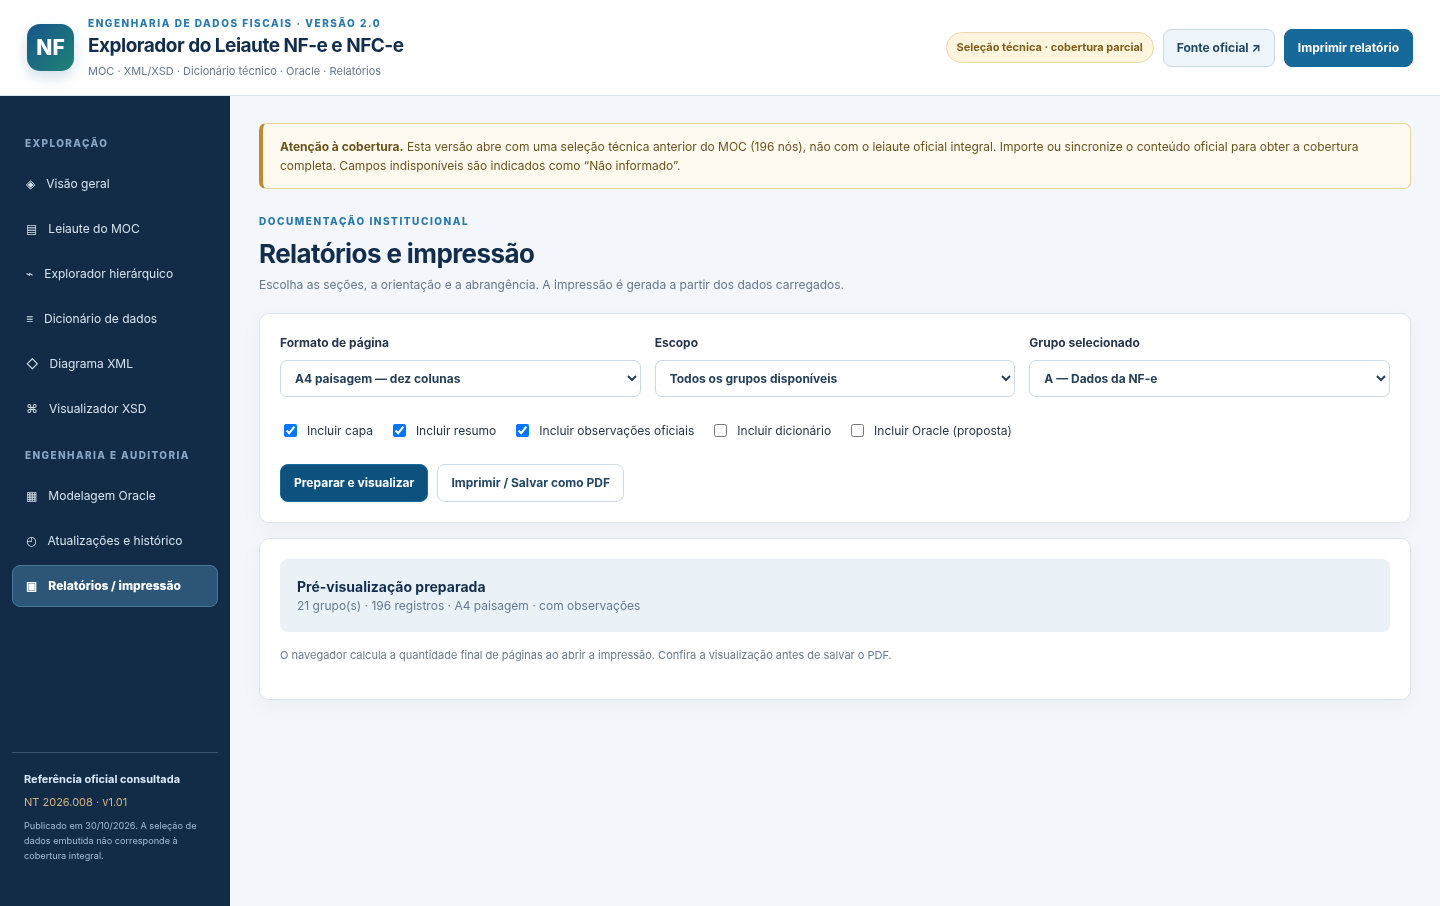 NF
ENGENHARIA DE DADOS FISCAIS · VERSÃO 2.0
Explorador do Leiaute NF-e e NFC-e
MOC · XML/XSD · Dicionário técnico · Oracle · Relatórios
Seleção técnica · cobertura parcial
Fonte oficial ↗
Imprimir relatório
EXPLORAÇÃO
Visão geral
Leiaute do MOC
Explorador hierárquico
Dicionário de dados
Diagrama XML
Visualizador XSD
ENGENHARIA E AUDITORIA
Modelagem Oracle
Atualizações e histórico
Relatórios / impressão
Referência oficial consultada
NT 2026.008 · v1.01
Publicado em 30/10/2026. A seleção de
dados embutida não corresponde à
cobertura integral.
Atenção à cobertura. Esta versão abre com uma seleção técnica anterior do MOC (196 nós), não com o leiaute oficial integral. Importe ou sincronize o conteúdo oficial para obter a cobertura
completa. Campos indisponíveis são indicados como “Não informado”.
DOCUMENTAÇÃO INSTITUCIONAL
Relatórios e impressão
Escolha as seções, a orientação e a abrangência. A impressão é gerada a partir dos dados carregados.
Formato de página
Escopo
Grupo selecionado
A4 paisagem — dez colunas
Todos os grupos disponíveis
A — Dados da NF-e
Incluir capa
Incluir resumo
Incluir observações oficiais
Incluir dicionário
Incluir Oracle (proposta)
Preparar e visualizar
Imprimir / Salvar como PDF
Pré-visualização preparada
21 grupo(s) · 196 registros · A4 paisagem · com observações
O navegador calcula a quantidade final de páginas ao abrir a impressão. Confira a visualização antes de salvar o PDF.